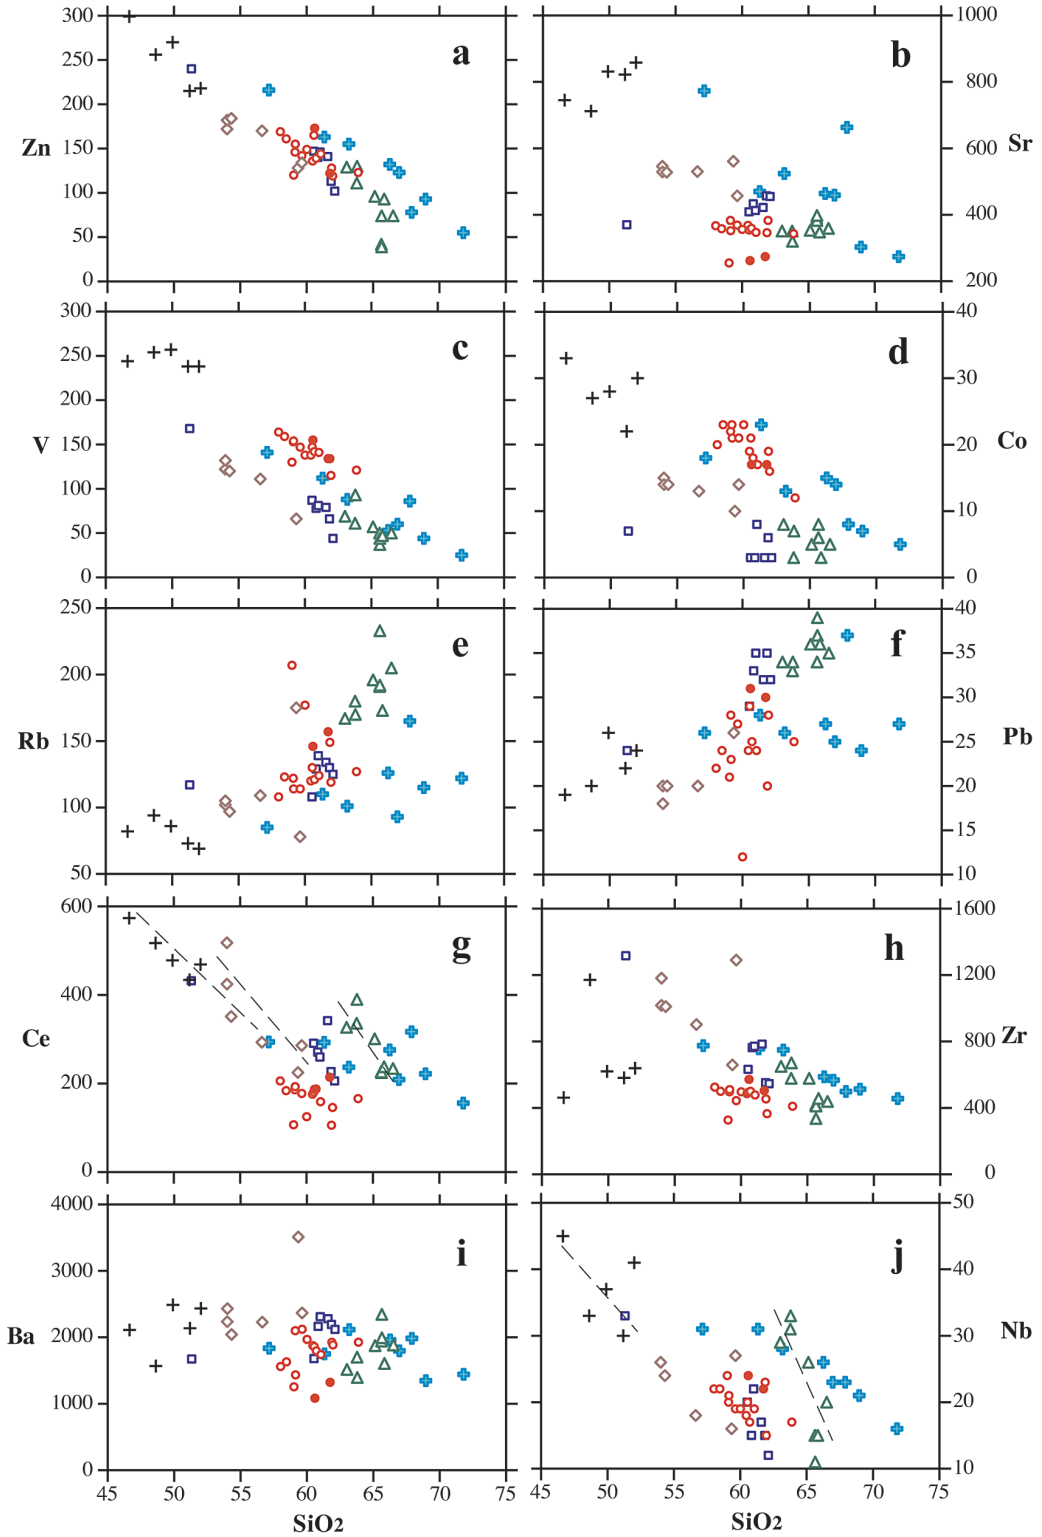 300
250
200
150
100
50
0
Zn
a
1000
800
600
400
200
Sr
b
300
250
200
150
100
50
0
V
c
40
30
20
10
0
Co
d
250
200
150
100
50
Rb
e
40
35
30
25
20
15
10
Pb
f
600
400
200
0
Ce
g
1600
1200
800
400
0
Zr
h
4000
3000
2000
1000
0
Ba
i
50
40
30
20
10
Nb
j
45 50 55 60 65 70 75
SiO2
45 50 55 60 65 70 75
SiO2